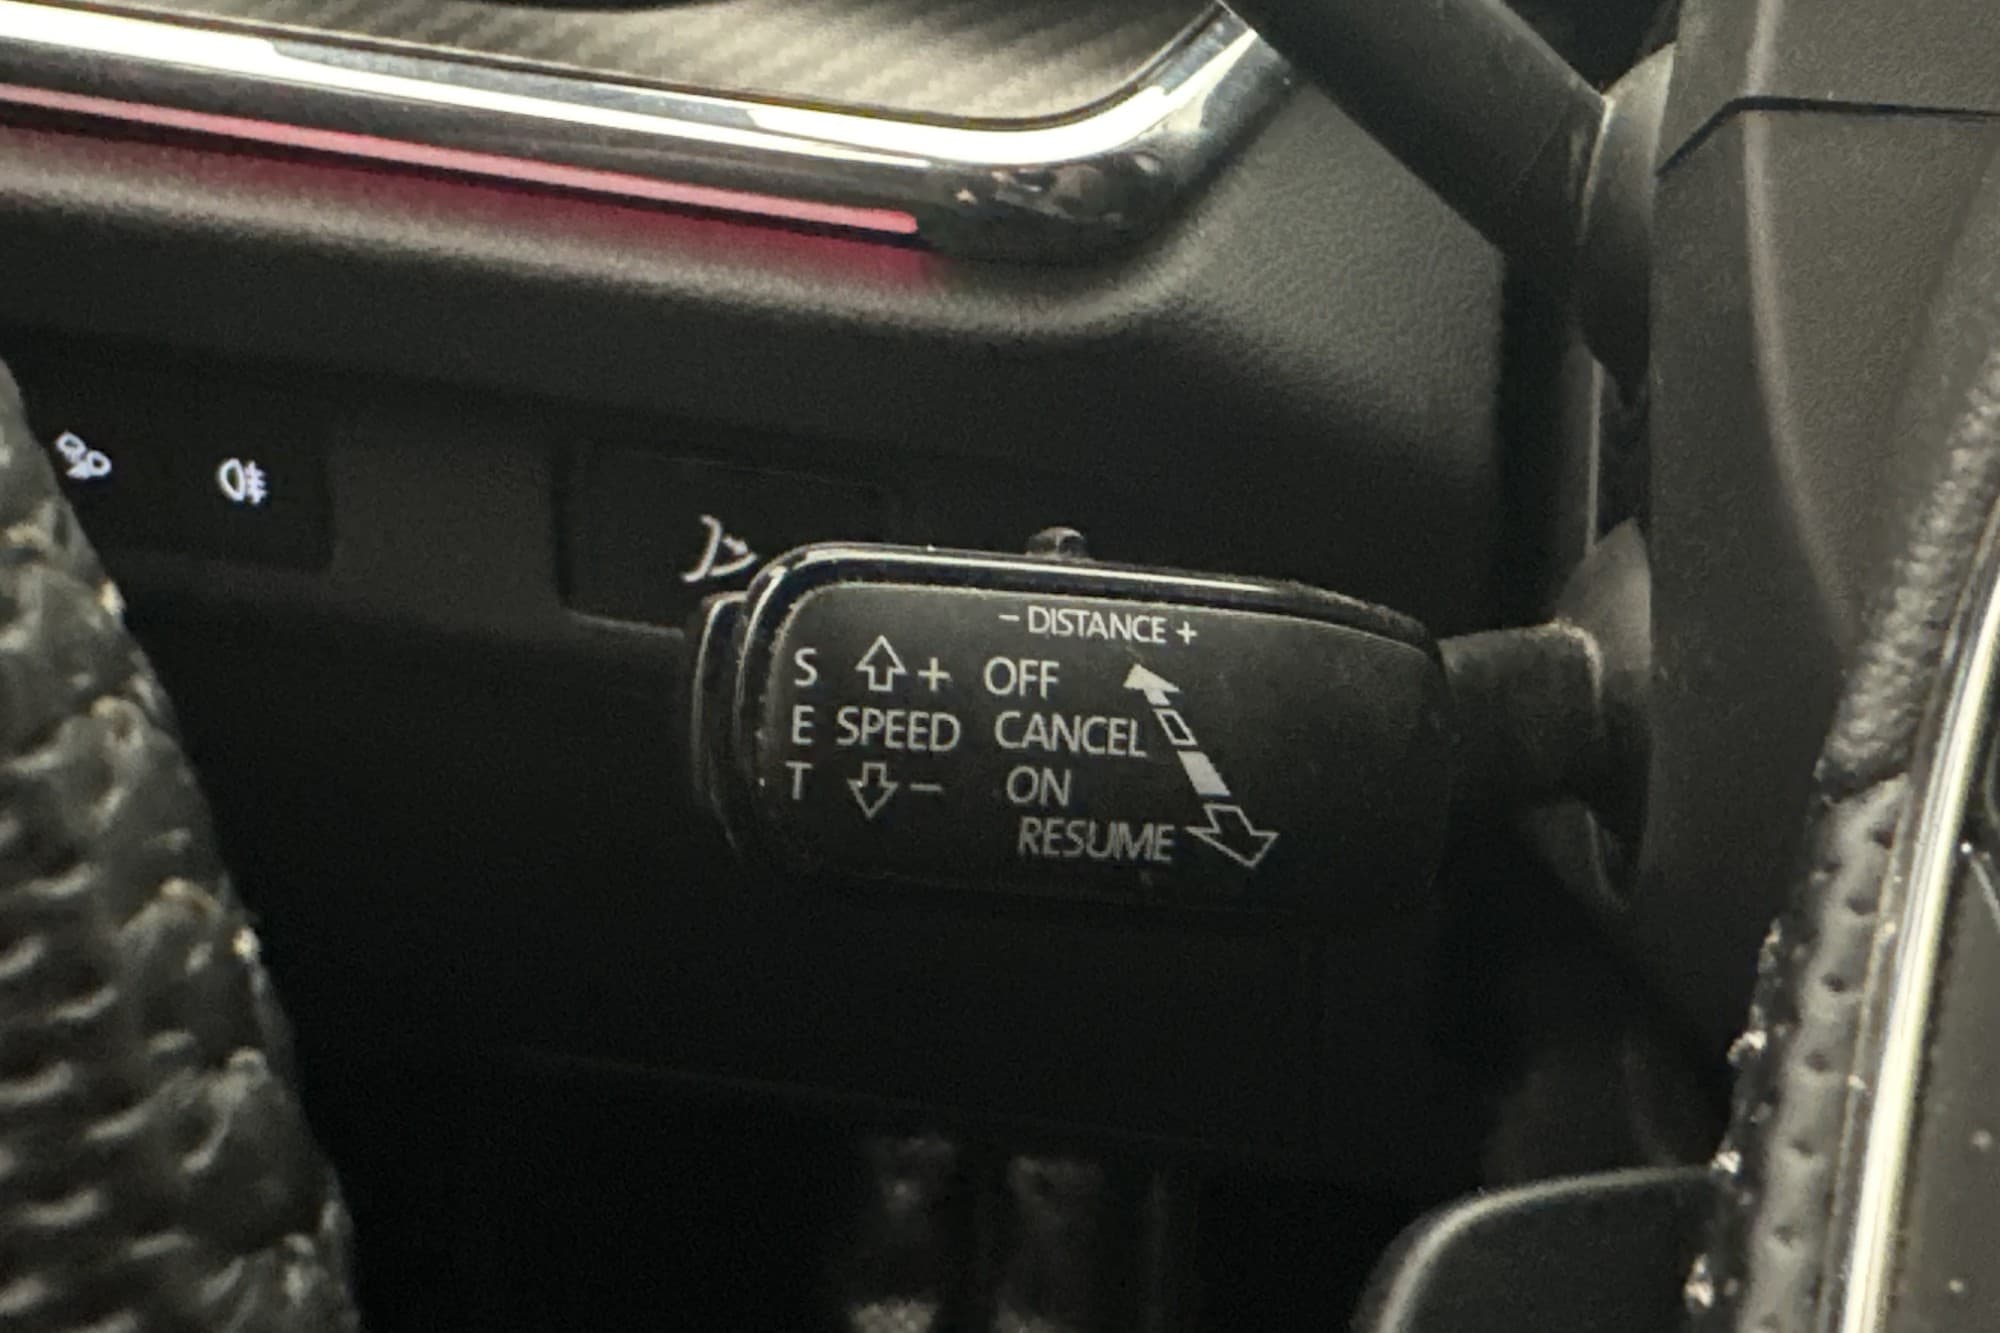 - DISTANCE +
S + OFF
E SPEED CANCEL
T - ON
RESUME